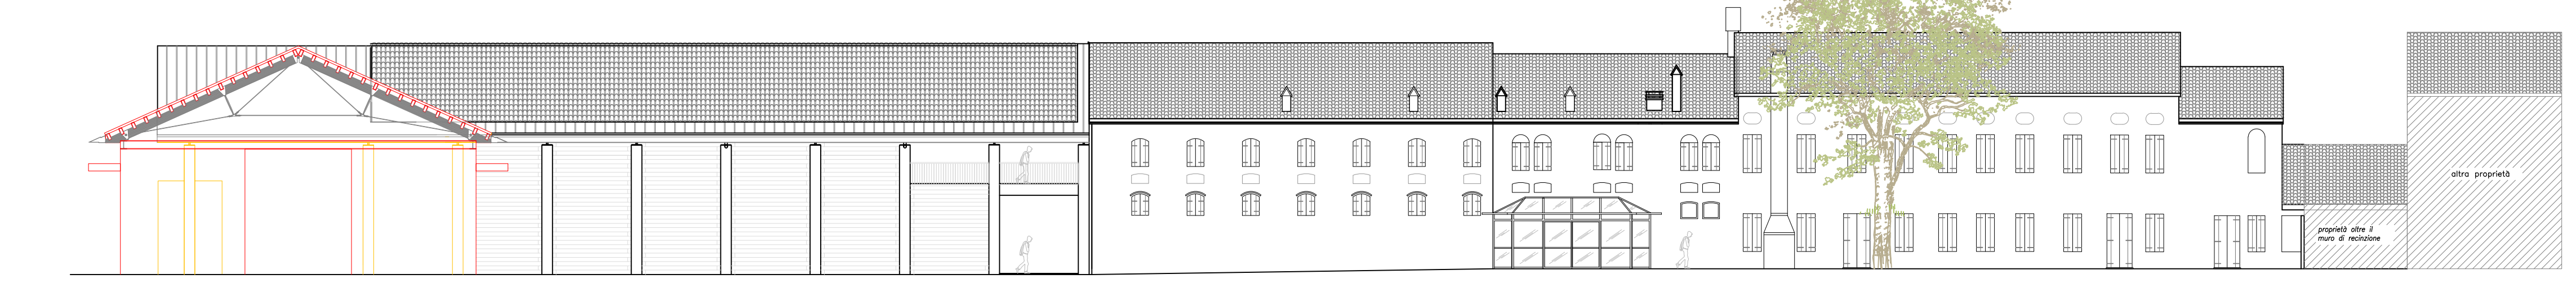 altra proprietà
proprietà oltre il
muro di recinzione